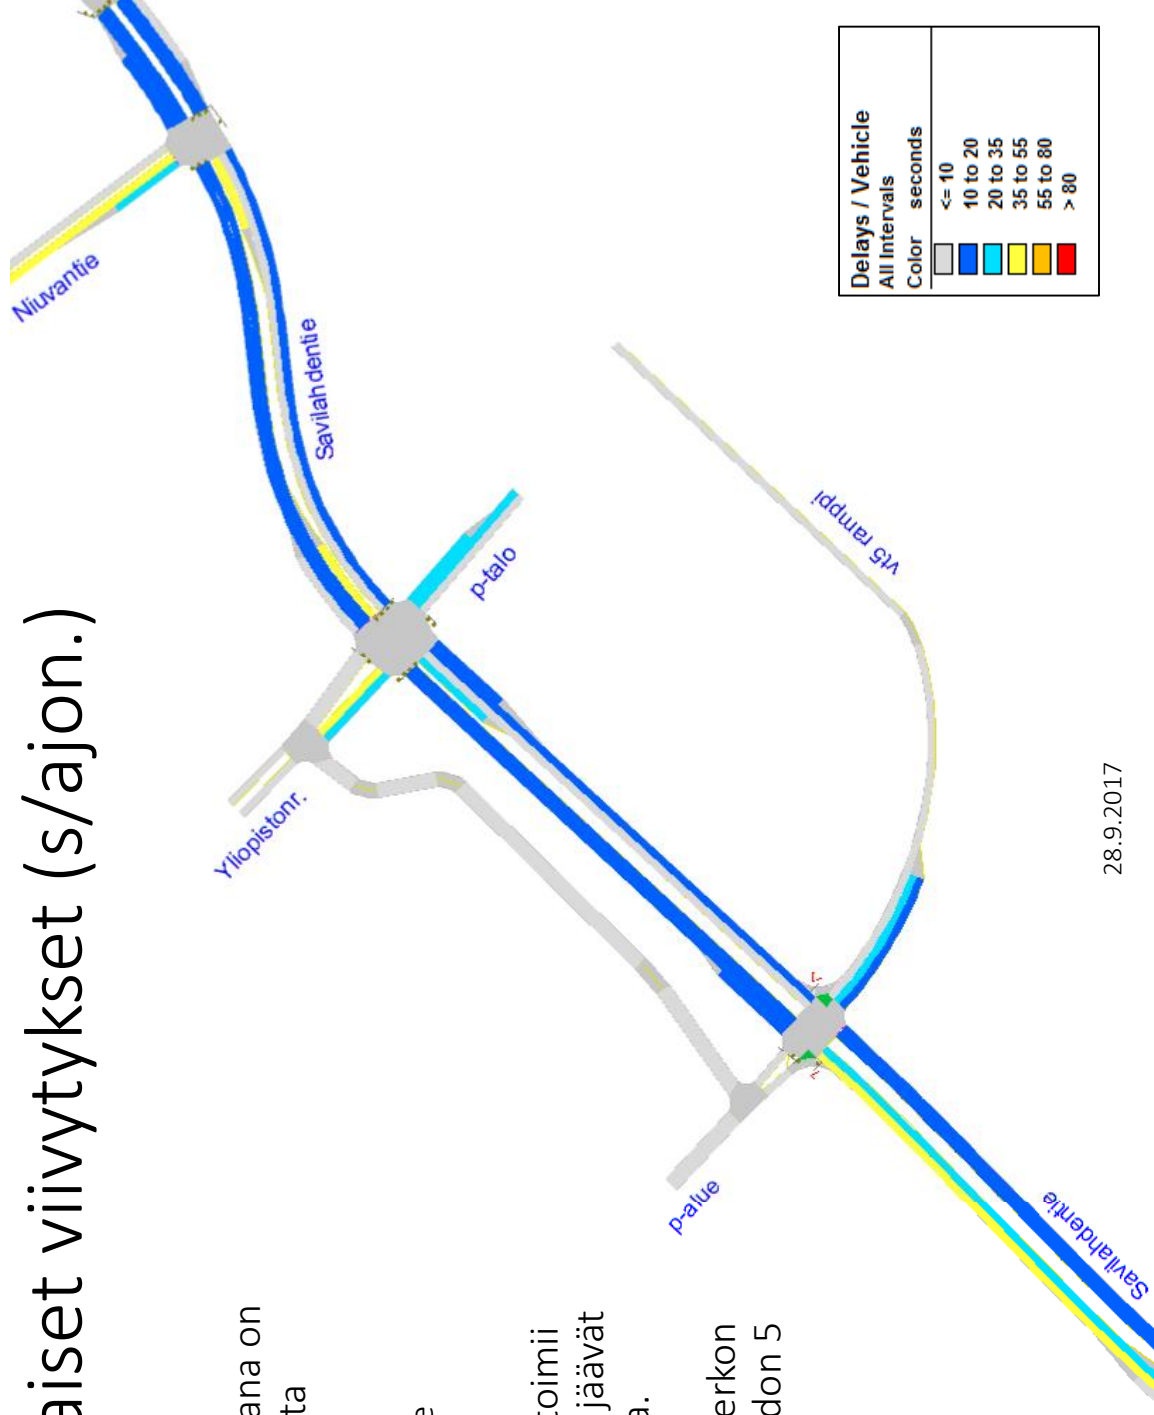 aiset viivytykset (s/ajon.)
ana on
ta
e
toimii
jäävät
a.
erkon
don 5
Niuvantie
Savilahdentie
p-talo
Yliopistonr.
vt5 ramppi
p-alue
Savilahdentie
Delays / Vehicle
All Intervals
Color seconds
<= 10
10 to 20
20 to 35
35 to 55
55 to 80
> 80
28.9.2017